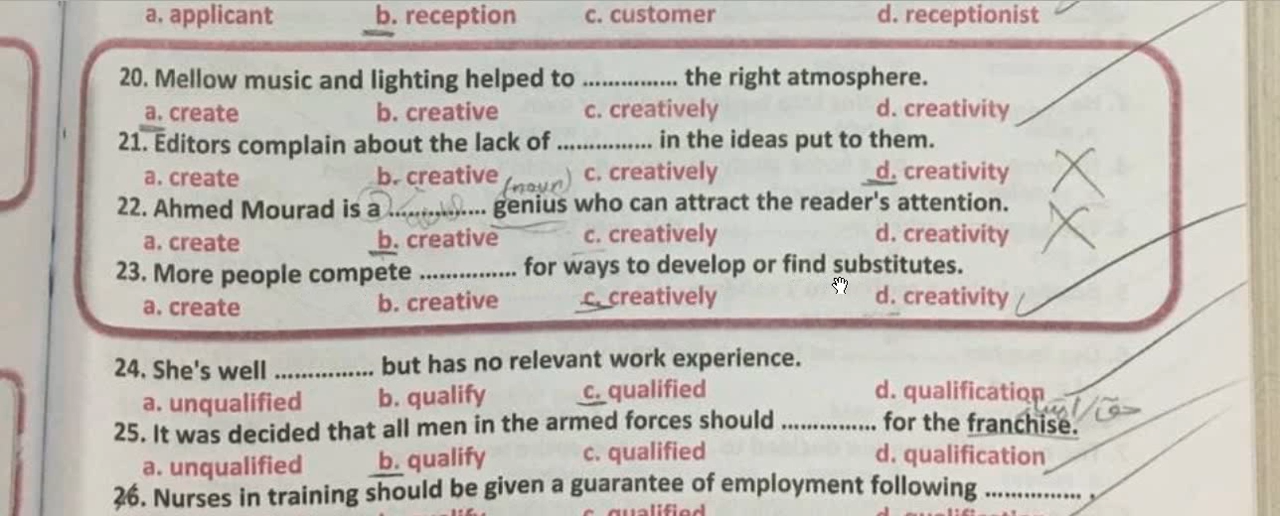 a. applicant b. reception c. customer d. receptionist
20. Mellow music and lighting helped to ............... the right atmosphere.
a. create b. creative c. creatively d. creativity
21. Editors complain about the lack of ............... in the ideas put to them.
a. create b. creative c. creatively d. creativity
(noun)
22. Ahmed Mourad is a ............... genius who can attract the reader's attention.
a. create b. creative c. creatively d. creativity
23. More people compete ............... for ways to develop or find substitutes.
a. create b. creative c. creatively d. creativity
24. She's well ............... but has no relevant work experience.
a. unqualified b. qualify c. qualified d. qualification
25. It was decided that all men in the armed forces should ............... for the franchise.
a. unqualified b. qualify c. qualified d. qualification
26. Nurses in training should be given a guarantee of employment following ............... .